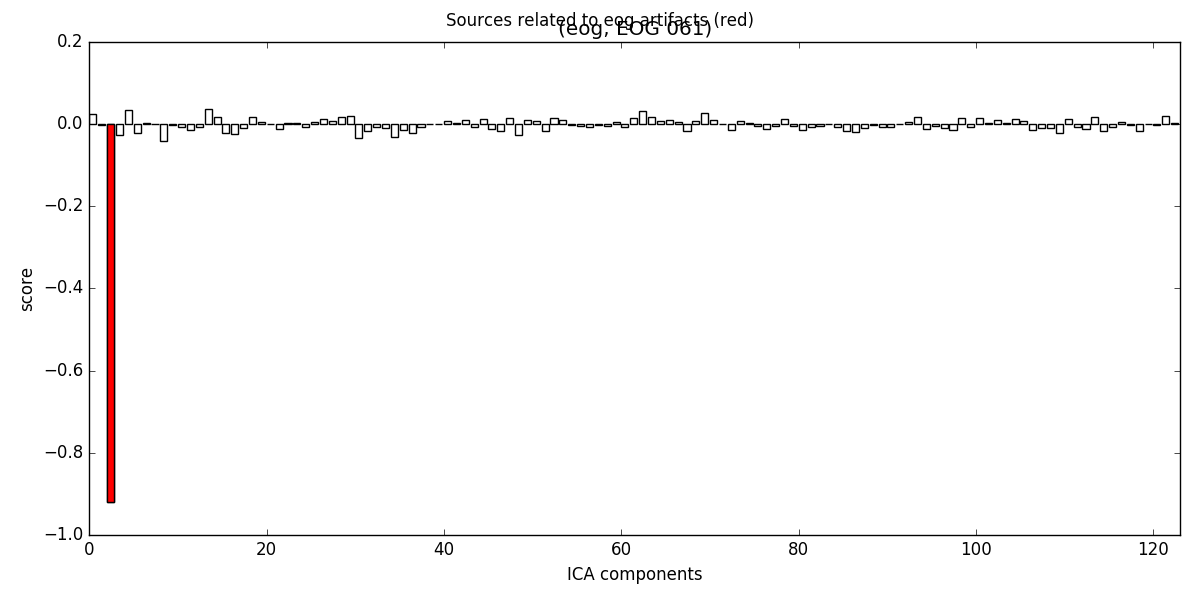 Sources related to eog artifacts (red)
(eog, EOG 061)
0.2
0.0
−0.2
−0.4
−0.6
−0.8
−1.0
score
0 20 40 60 80 100 120
ICA components